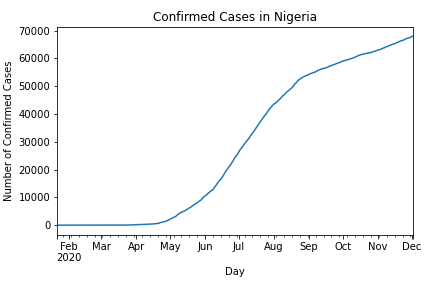 Confirmed Cases in Nigeria
Number of Confirmed Cases
70000
60000
50000
40000
30000
20000
10000
0
Feb Mar Apr May Jun Jul Aug Sep Oct Nov Dec
2020
Day